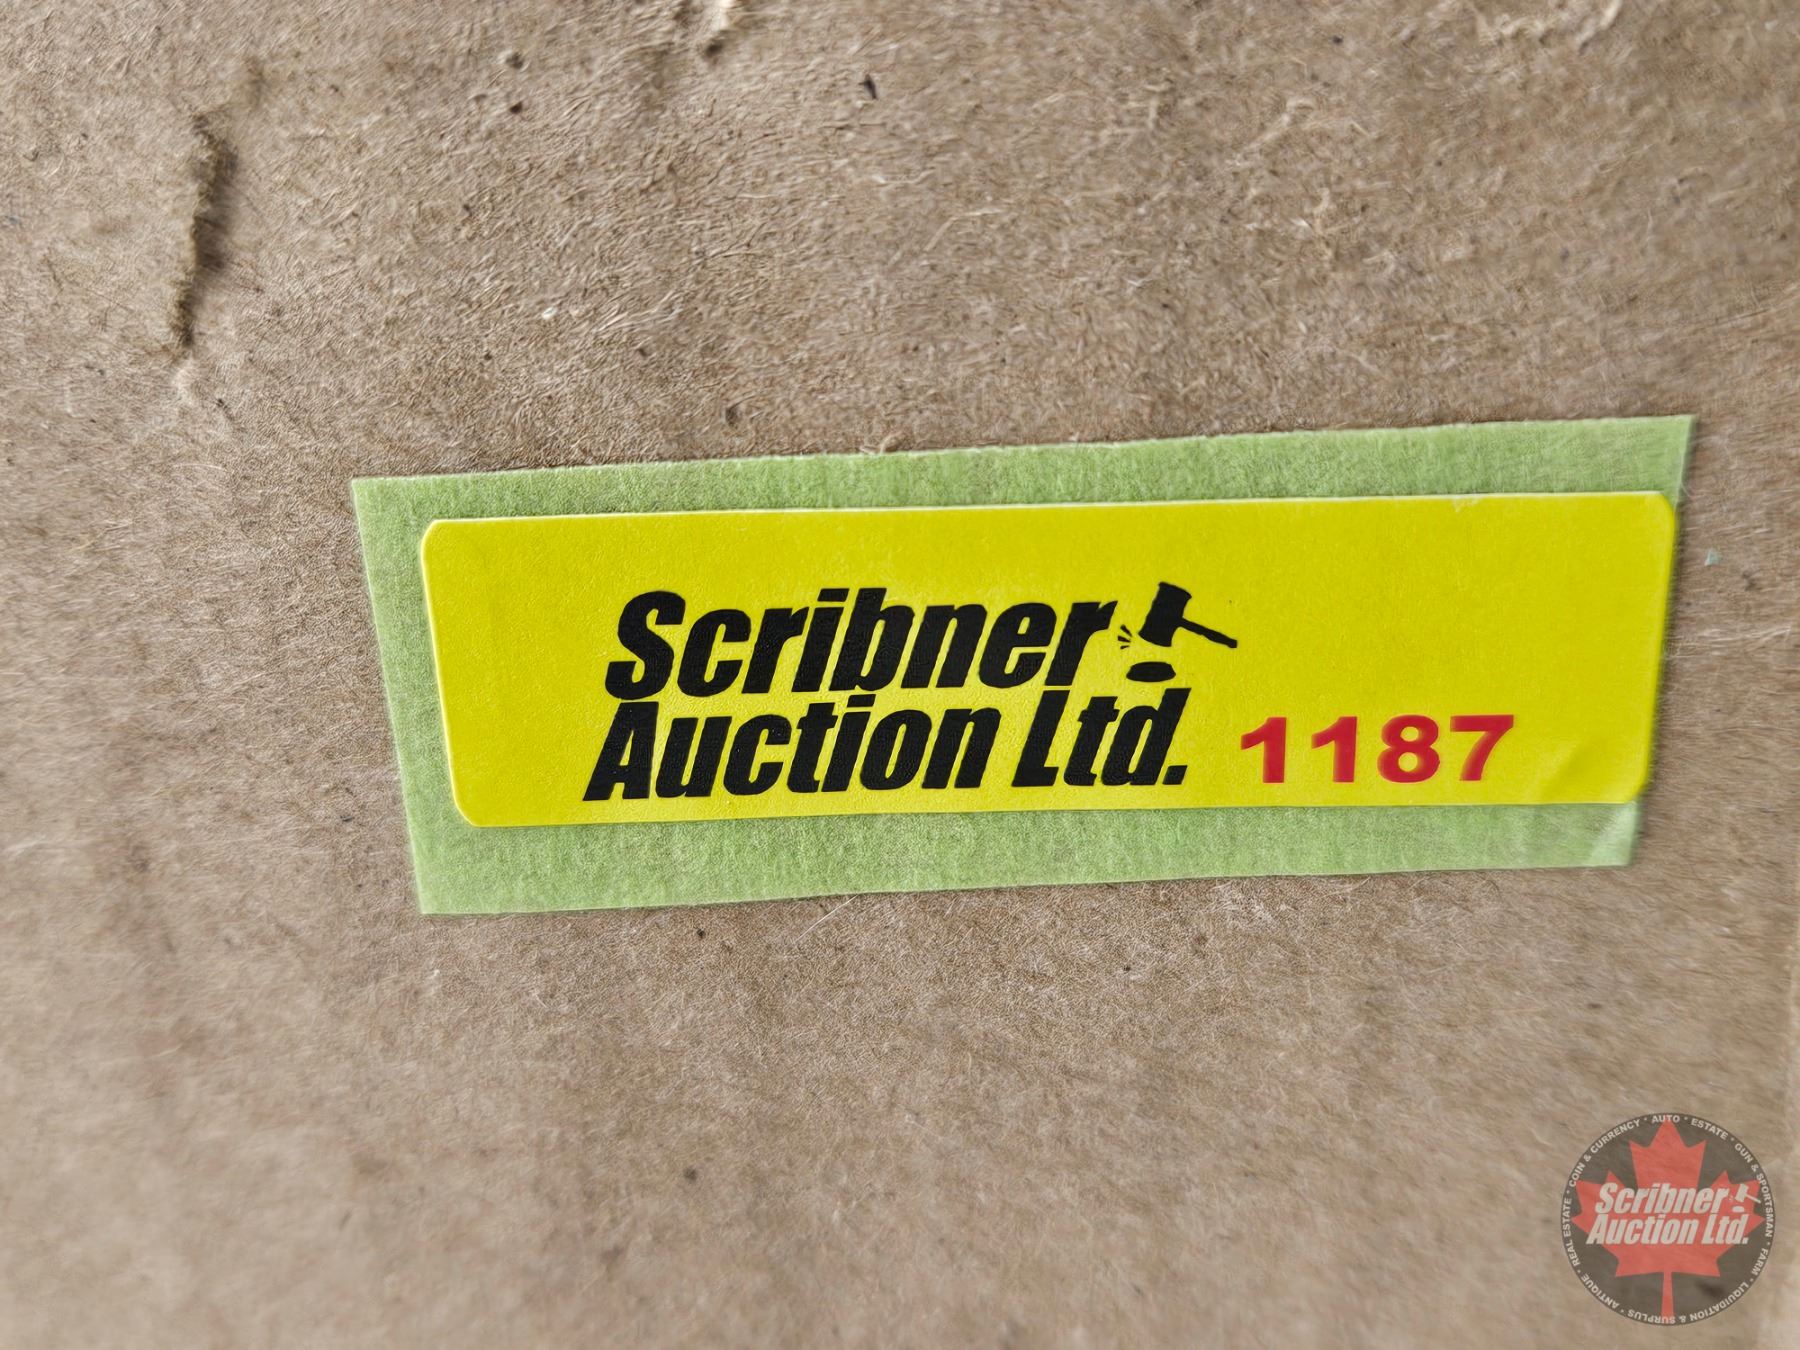 Scribner
Auction Ltd. 1187
COIN & CURRENCY • AUTO • ESTATE • GUN & SPORTSMAN • FARM • LIQUIDATION & SURPLUS • ANTIQUE • REAL ESTATE •
Scribner
Auction Ltd.